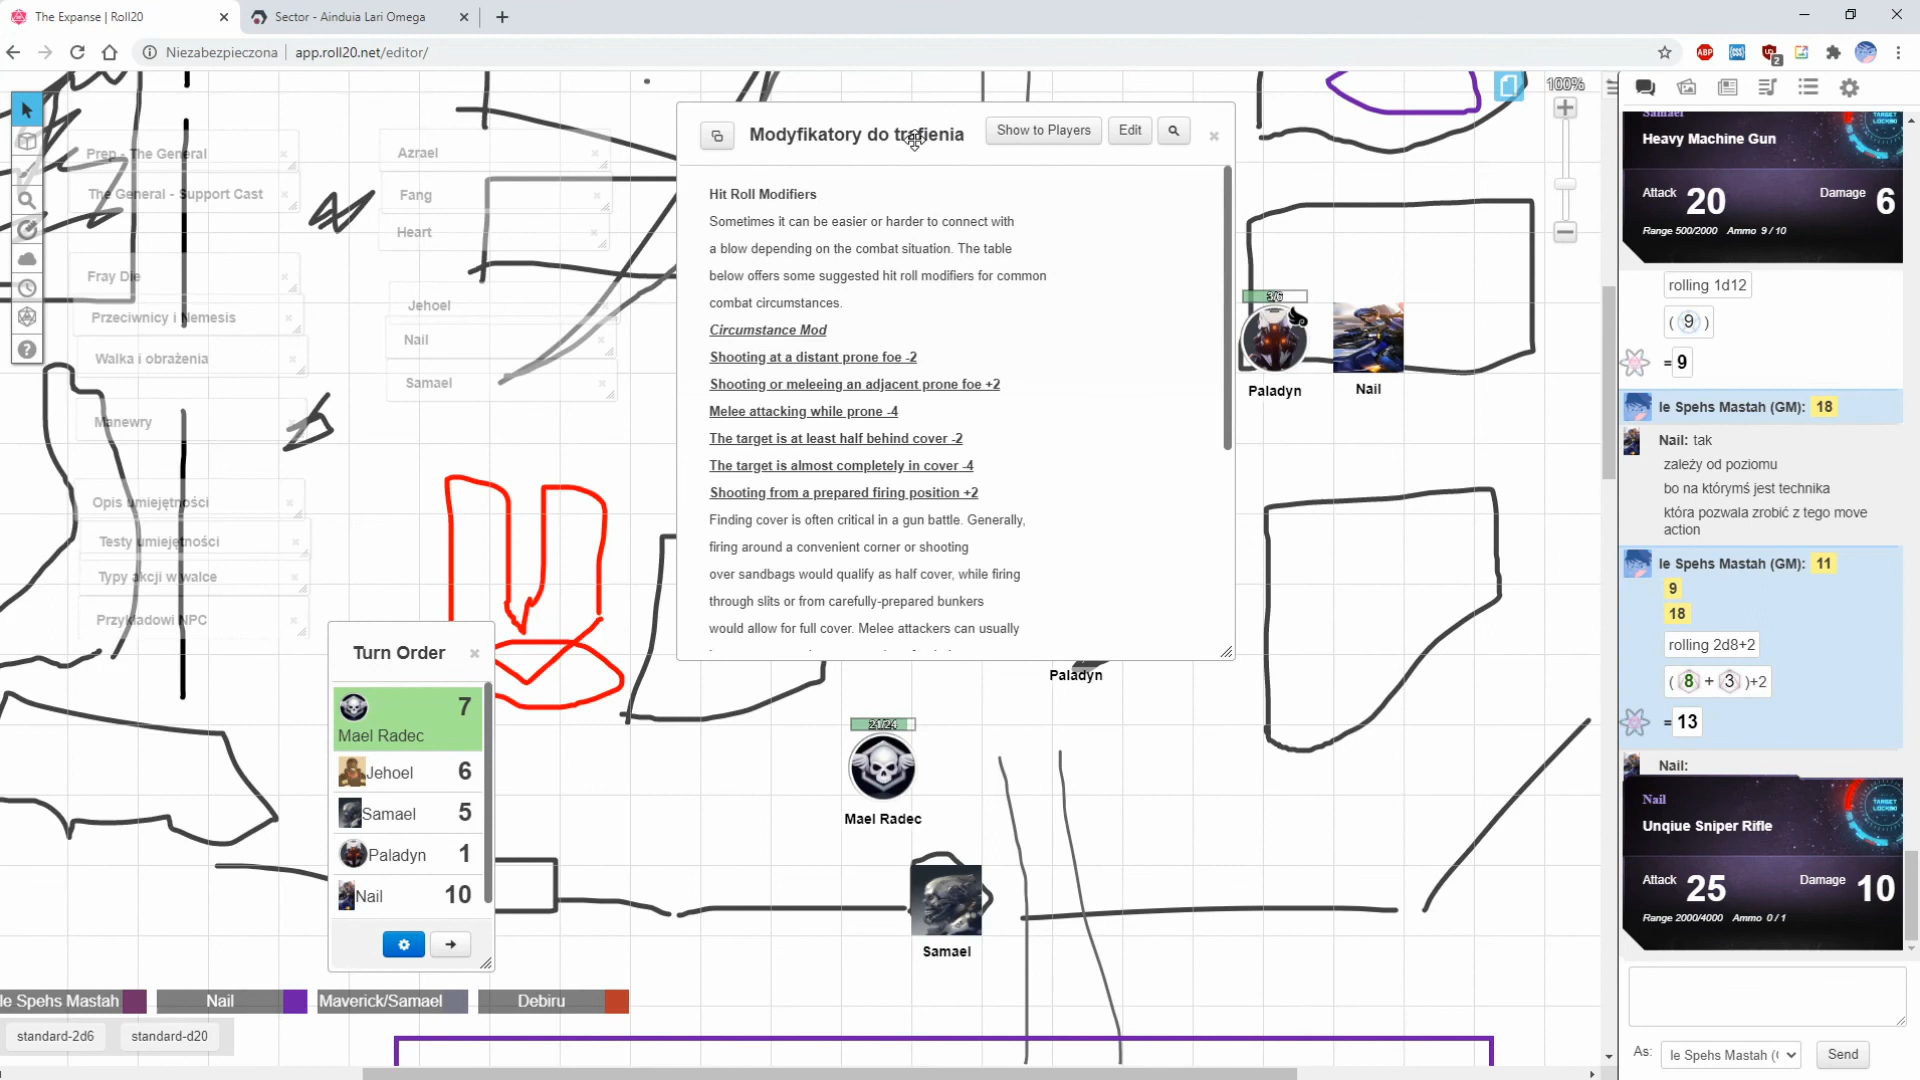 The Expanse | Roll20
Sector - Ainduia Lari Omega
Niezabezpieczona
app.roll20.net/editor/
ABP
2
100%
Prep - The General
The General - Support Cast
Fray Die
Przeciwnicy i Nemesis
Walka i obrażenia
Manewry
Opis umiejętności
Testy umiejętności
Typy akcji w walce
Przykładowi NPC
Azrael
Fang
Heart
Jehoel
Nail
Samael
Modyfikatory do trafienia
Show to Players
Edit
Hit Roll Modifiers
Sometimes it can be easier or harder to connect with
a blow depending on the combat situation. The table
below offers some suggested hit roll modifiers for common
combat circumstances.
Circumstance Mod
Shooting at a distant prone foe -2
Shooting or meleeing an adjacent prone foe +2
Melee attacking while prone -4
The target is at least half behind cover -2
The target is almost completely in cover -4
Shooting from a prepared firing position +2
Finding cover is often critical in a gun battle. Generally,
firing around a convenient corner or shooting
over sandbags would qualify as half cover, while firing
through slits or from carefully-prepared bunkers
would allow for full cover. Melee attackers can usually
3/6
Paladyn
Nail
Paladyn
21/24
Mael Radec
Samael
Turn Order
Mael Radec 7
Jehoel 6
Samael 5
Paladyn 1
Nail 10
le Spehs Mastah
Nail
Maverick/Samael
Debiru
standard-2d6
standard-d20
Samael
Heavy Machine Gun
Attack 20 Damage 6
Range 500/2000 Ammo 9 / 10
rolling 1d12
( 9 )
= 9
le Spehs Mastah (GM): 18
Nail: tak
zależy od poziomu
bo na którymś jest technika
która pozwala zrobić z tego move
action
le Spehs Mastah (GM): 11
9
18
rolling 2d8+2
( 8 + 3 )+2
= 13
Nail:
Nail
Unqiue Sniper Rifle
Attack 25 Damage 10
Range 2000/4000 Ammo 0 / 1
As:
le Spehs Mastah (
Send